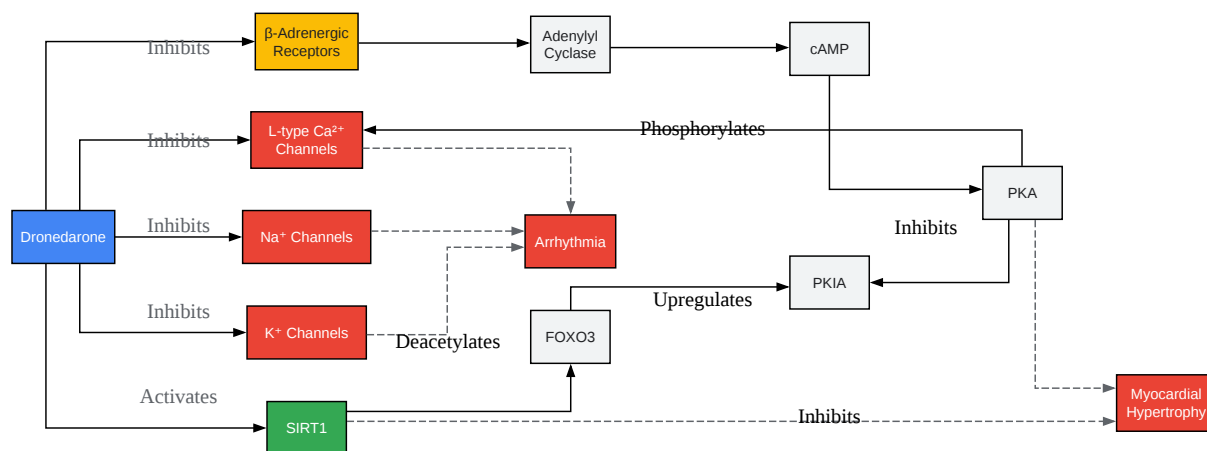 Inhibits
β-Adrenergic
Receptors
Adenylyl
Cyclase
cAMP
Inhibits
L-type Ca²⁺
Channels
Phosphorylates
PKA
Dronedarone
Inhibits
Na⁺ Channels
Arrhythmia
Inhibits
PKIA
Upregulates
Inhibits
K⁺ Channels
Deacetylates
FOXO3
Activates
SIRT1
Inhibits
Myocardial
Hypertrophy